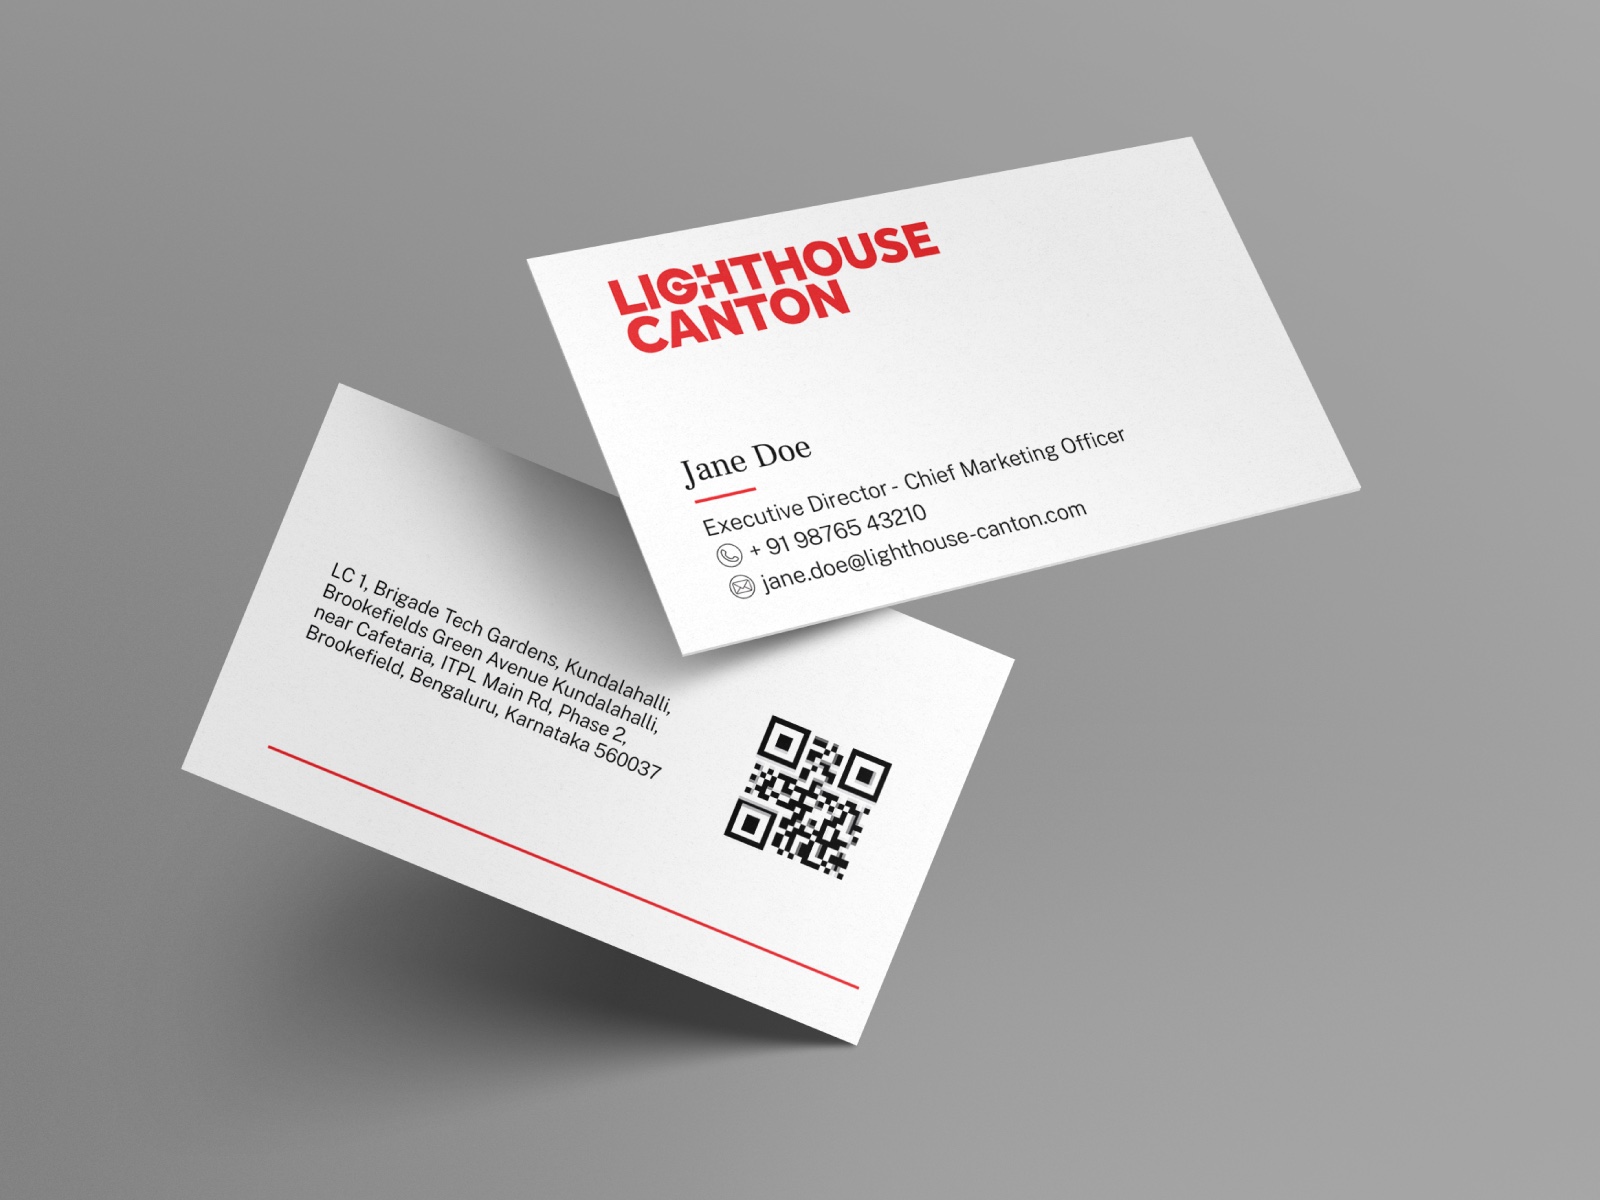 LIGHTHOUSE
CANTON
Jane Doe
Executive Director - Chief Marketing Officer
+ 91 98765 43210
jane.doe@lighthouse-canton.com
LC 1, Brigade Tech Gardens, Kundalahalli,
Brookefields Green Avenue Kundalahalli,
near Cafetaria, ITPL Main Rd, Phase 2,
Brookefield, Bengaluru, Karnataka 560037